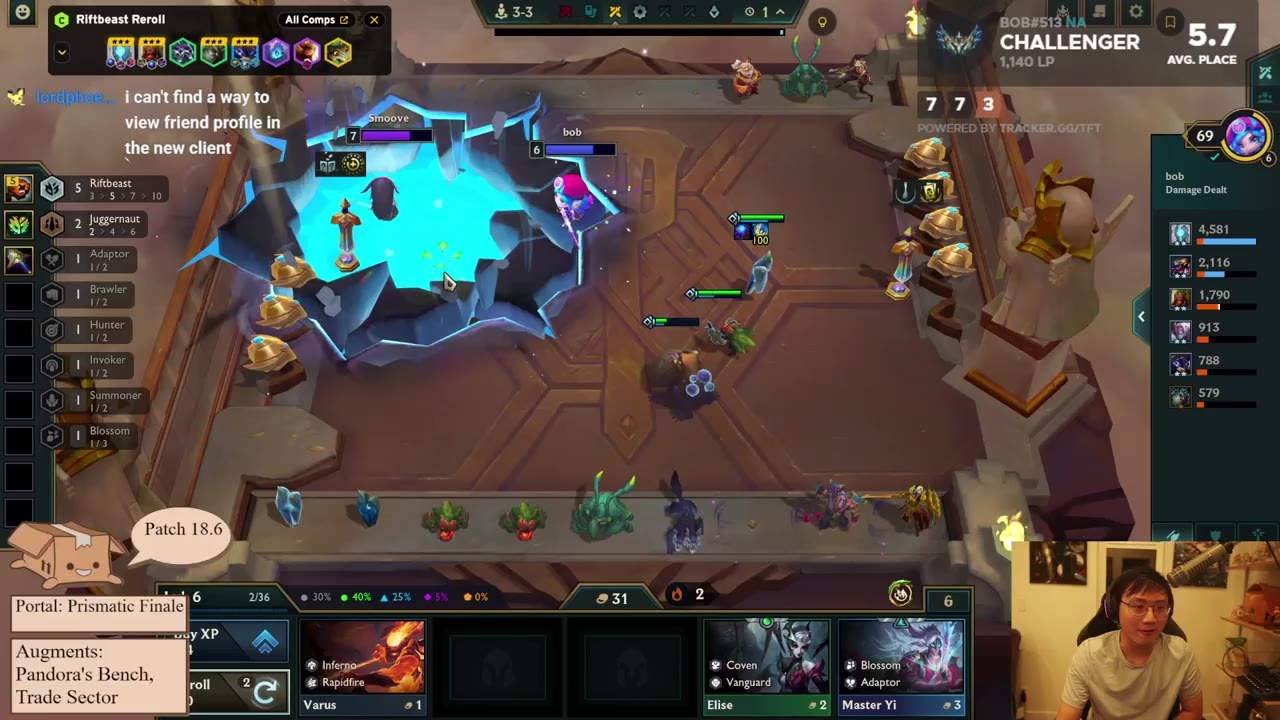 Riftbeast Reroll
All Comps
3-3
1
BOB#513 NA
CHALLENGER
1,140 LP
5.7
AVG. PLACE
7 7 3
POWERED BY TRACKER.GG/TFT
lordphoe... i can't find a way to
view friend profile in
the new client
Smoove
7
bob
6
100
69
6
bob
Damage Dealt
4,581
2,116
1,790
913
788
579
5 Riftbeast
3 > 5 > 7 > 10
2 Juggernaut
2 > 4 > 6
1 Adaptor
1 / 2
1 Brawler
1 / 2
1 Hunter
1 / 2
1 Invoker
1 / 2
1 Summoner
1 / 2
1 Blossom
1 / 3
Patch 18.6
Portal: Prismatic Finale
Augments:
Pandora's Bench,
Trade Sector
6
2/36
30% 40% 25% 5% 0%
31
2
6
Buy XP
4
2
Inferno
Rapidfire
Varus 1
Coven
Vanguard
Elise 2
Blossom
Adaptor
Master Yi 3